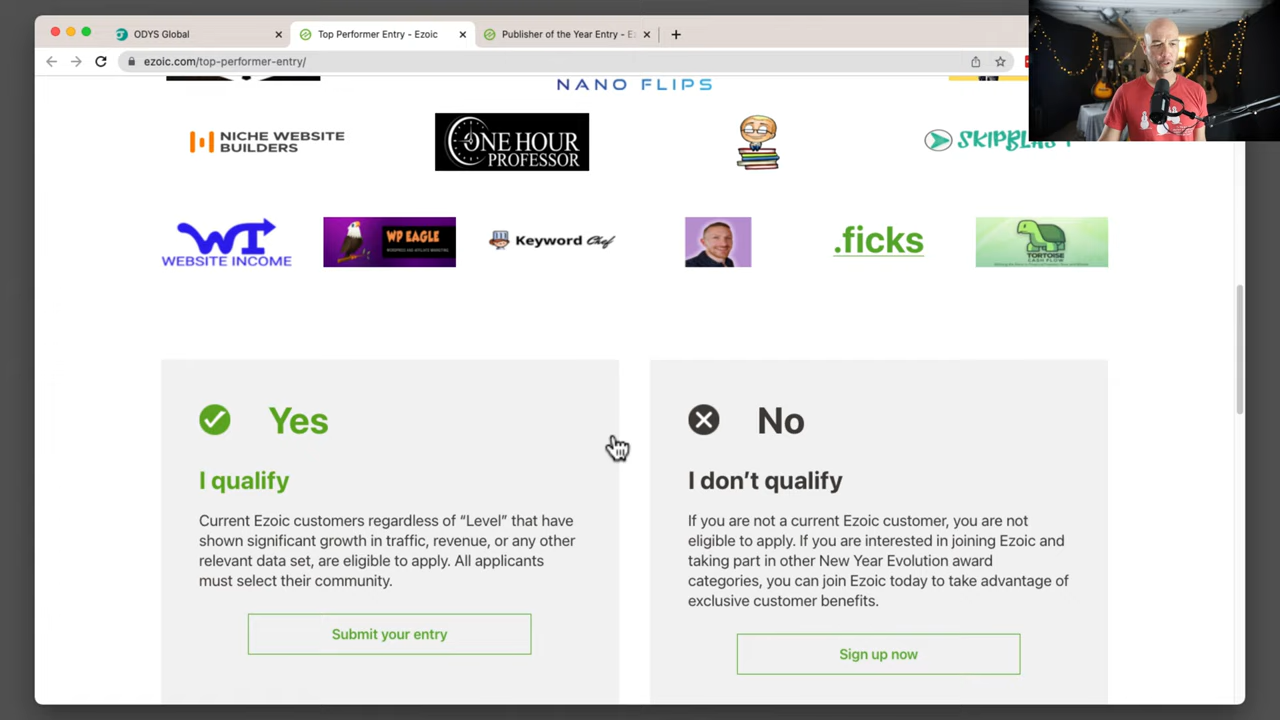 ODYS Global
Top Performer Entry - Ezoic
Publisher of the Year Entry - E
ezoic.com/top-performer-entry/
NANO FLIPS
NICHE WEBSITE
BUILDERS
ONE HOUR
PROFESSOR
WI
WEBSITE INCOME
WP EAGLE
WORDPRESS AND AFFILIATE MARKETING
Keyword Chef
.ficks
TORTOISE
CASH FLOW
Yes
I qualify
Current Ezoic customers regardless of “Level” that have
shown significant growth in traffic, revenue, or any other
relevant data set, are eligible to apply. All applicants
must select their community.
Submit your entry
No
I don’t qualify
If you are not a current Ezoic customer, you are not
eligible to apply. If you are interested in joining Ezoic and
taking part in other New Year Evolution award
categories, you can join Ezoic today to take advantage of
exclusive customer benefits.
Sign up now